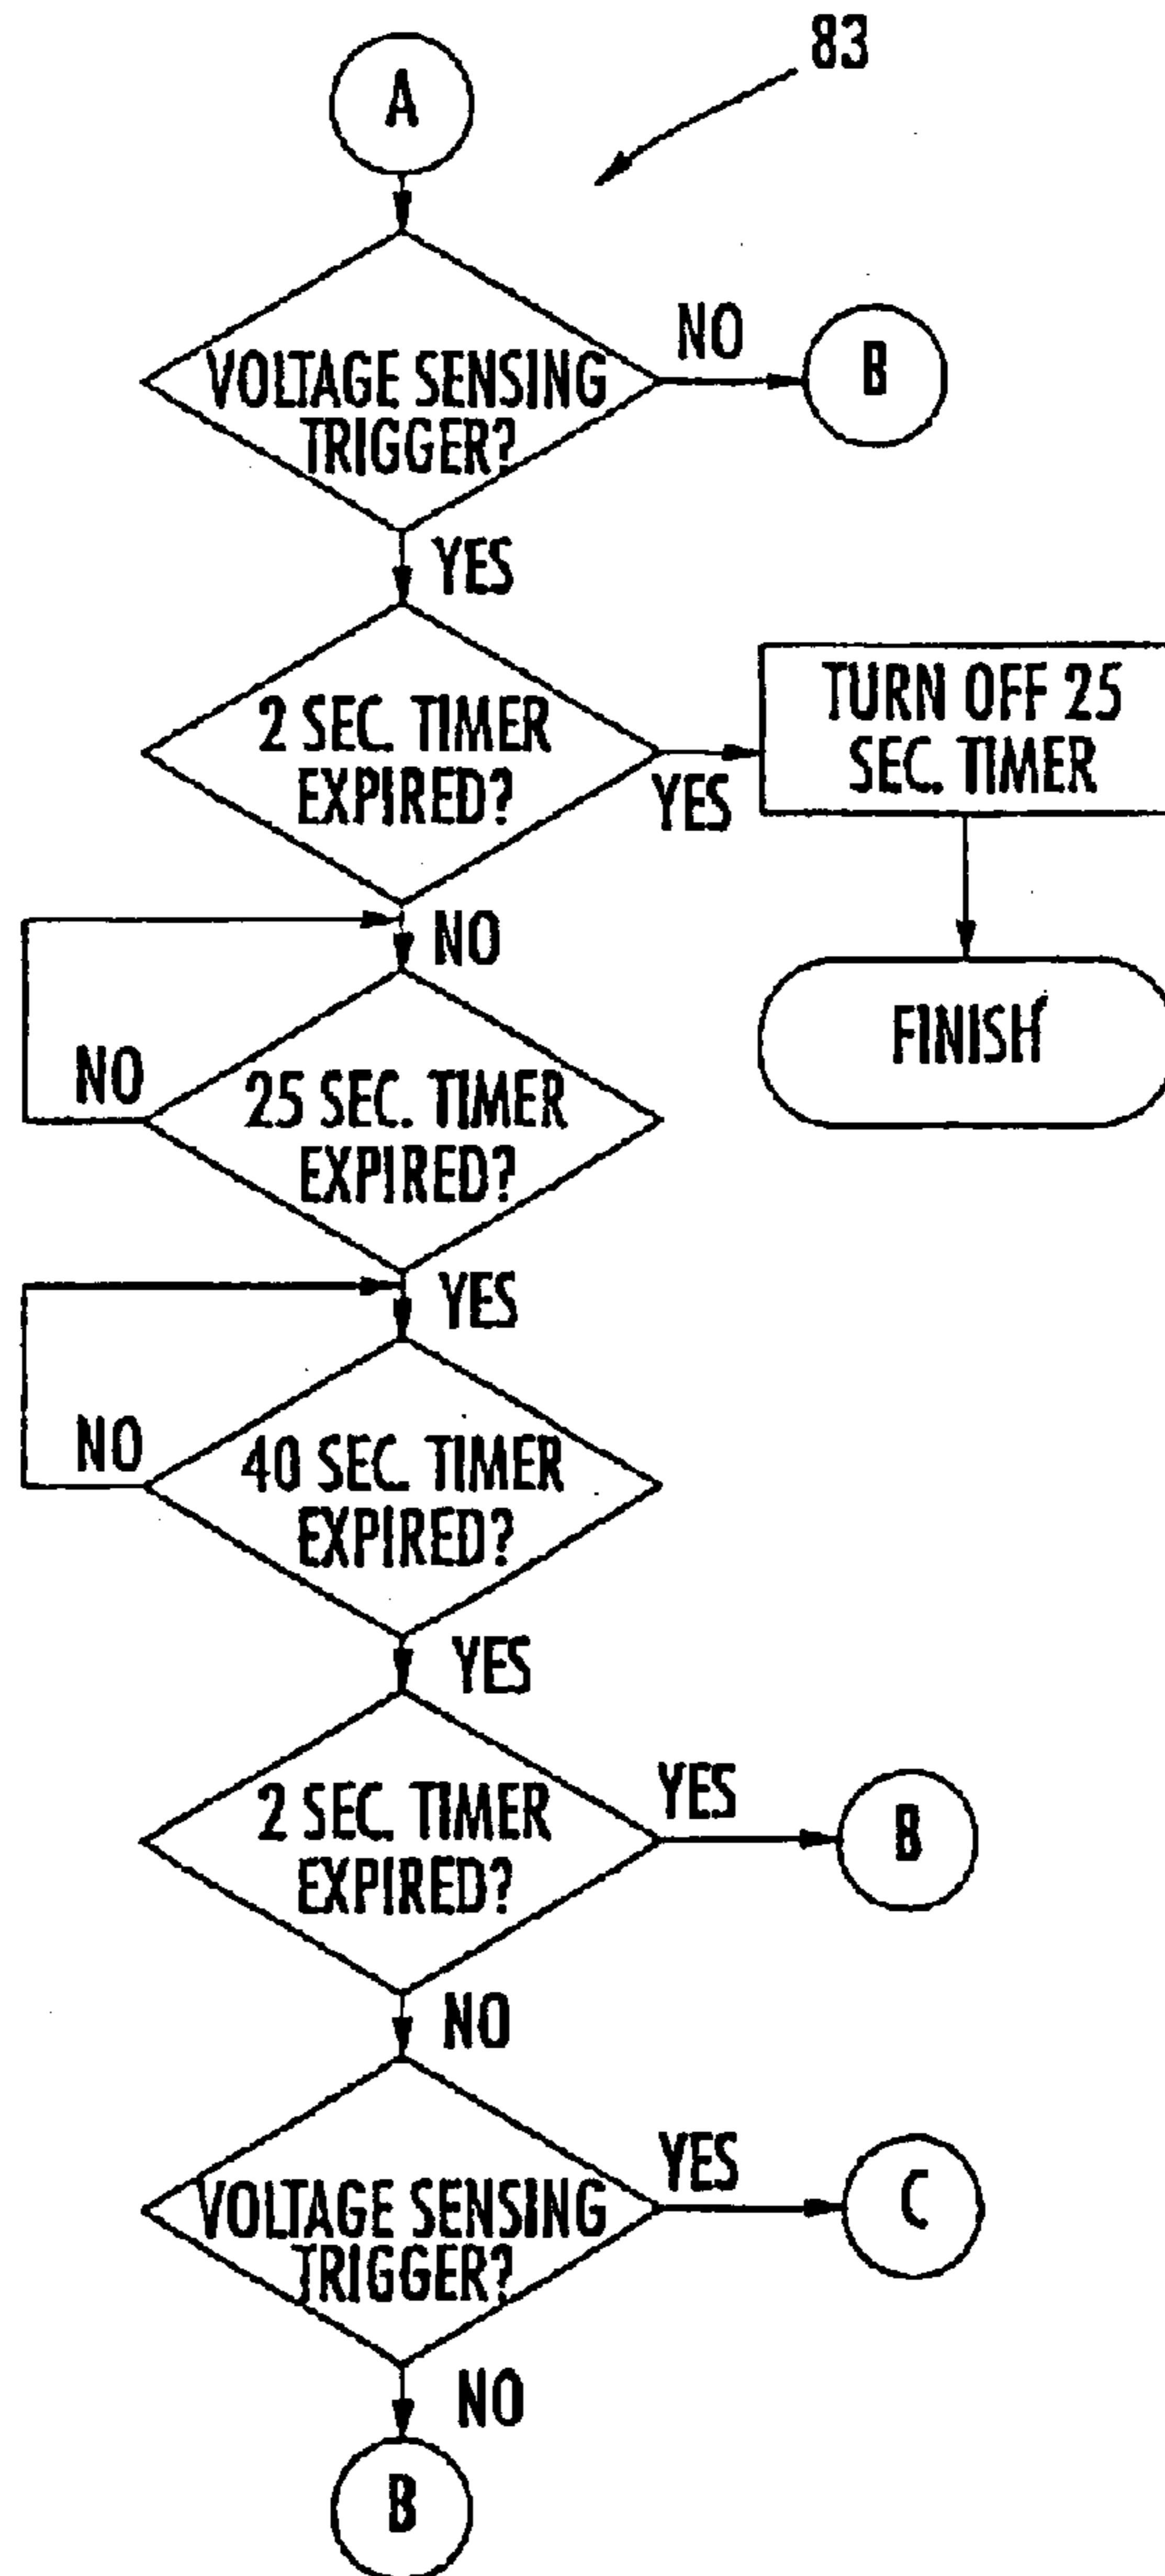 83
A
VOLTAGE SENSING
TRIGGER?
NO
B
YES
2 SEC. TIMER
EXPIRED?
YES
TURN OFF 25
SEC. TIMER
NO
FINISH
NO
25 SEC. TIMER
EXPIRED?
YES
NO
40 SEC. TIMER
EXPIRED?
YES
2 SEC. TIMER
EXPIRED?
YES
B
NO
VOLTAGE SENSING
TRIGGER?
YES
C
NO
B